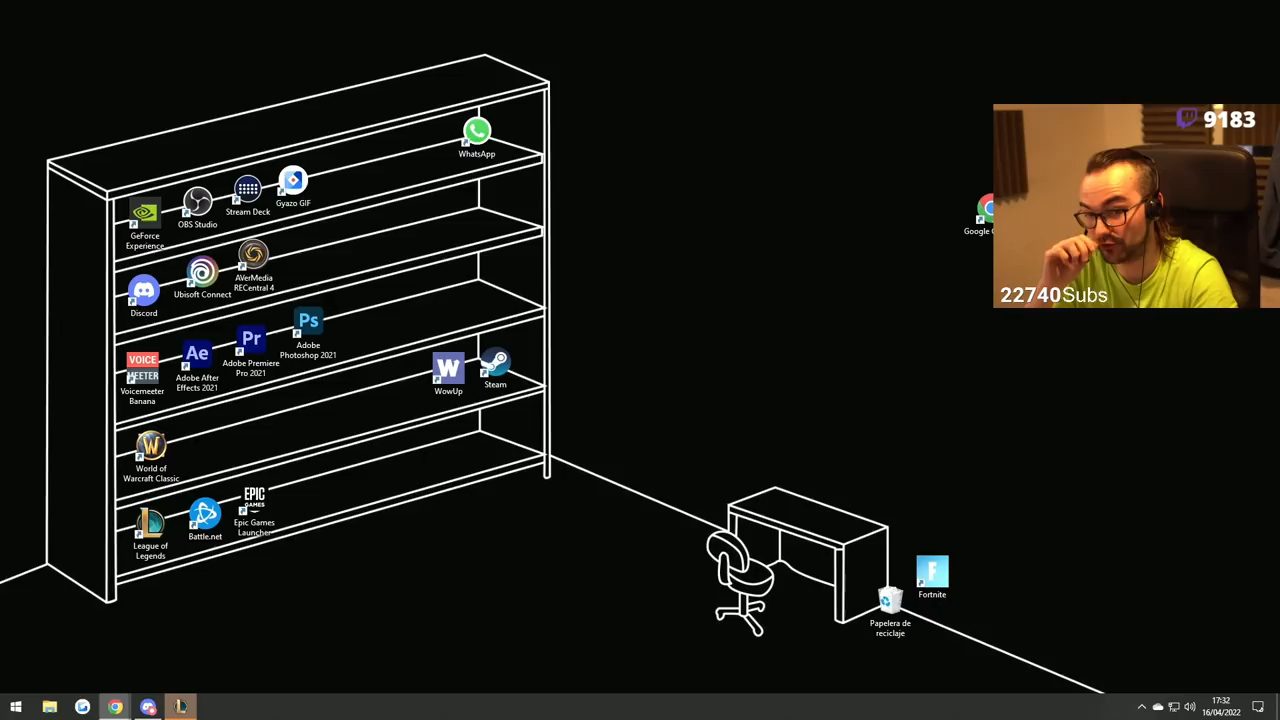 WhatsApp
9183
GeForce
Experience
OBS Studio
Stream Deck
Gyazo GIF
Google
22740Subs
Discord
Ubisoft Connect
AVerMedia
RECentral 4
VOICE
MEETER
Voicemeeter
Banana
Ae
Adobe After
Effects 2021
Pr
Adobe Premiere
Pro 2021
Ps
Adobe
Photoshop 2021
W
WowUp
Steam
W
World of
Warcraft Classic
L
League of
Legends
Battle.net
EPIC
GAMES
Epic Games
Launcher
F
Fortnite
Papelera de
reciclaje
17:32
16/04/2022